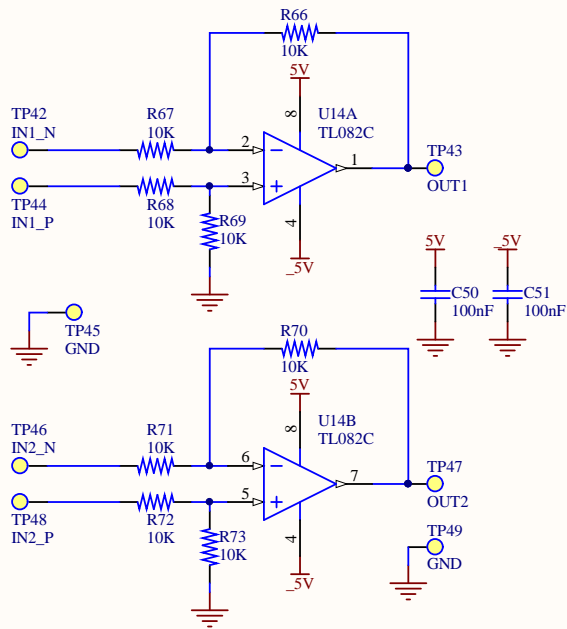 R66
10K
5V
8
TP42
IN1_N
R67
10K
U14A
TL082C
2
1
TP43
OUT1
3
TP44
IN1_P
R68
10K
R69
10K
4
_5V
5V
C50
100nF
_5V
C51
100nF
TP45
GND
R70
10K
5V
8
TP46
IN2_N
R71
10K
U14B
TL082C
6
7
TP47
OUT2
5
TP48
IN2_P
R72
10K
R73
10K
4
_5V
TP49
GND